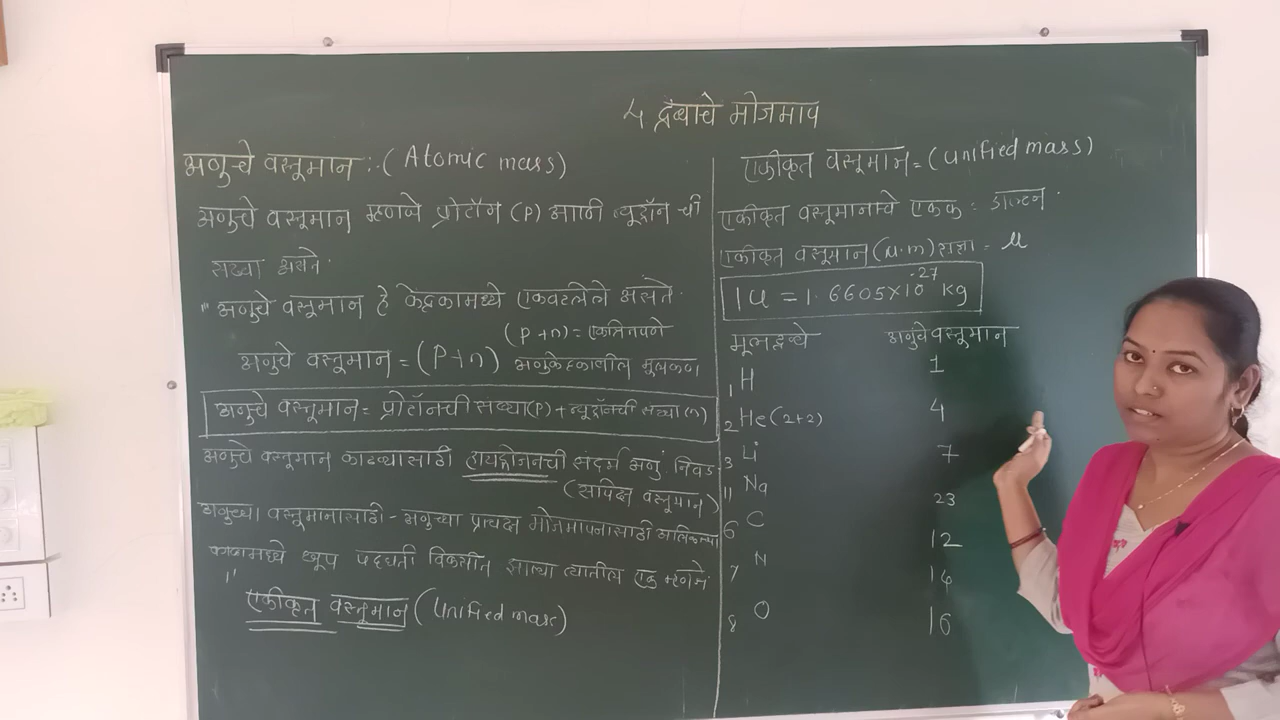 4 द्रव्याचे मोजमाप
अणुचे वस्तूमान :- (Atomic mass)
अणुचे वस्तूमान म्हणजे प्रोटॉन (P) आणि न्यूट्रॉन ची
संख्या असते.
" अणुचे वस्तूमान हे केंद्रकामध्ये एकवटलेले असते.
(p + n) =
अणुचे वस्तूमान = (P+n) अणुकेंद्रकातील मूलकण
अणुचे वस्तूमान = प्रोटॉनची संख्या (P) + न्यूट्रॉनची संख्या (n)
अणुचे वस्तूमान काढण्यासाठी हायड्रोजनची संदर्भ अणु निवड
(सापेक्ष वस्तूमान)
अणुच्या वस्तूमानासाठी - अणुच्या प्रत्यक्ष मोजमापनासाठी
खूप पद्धती विकसीत झाल्या त्यातील एक म्हणजे
" एकीकृत वस्तूमान (Unified mass)
एकीकृत वस्तूमान = (unified mass)
एकीकृत वस्तूमानाचे एकक = डाल्टन.
एकीकृत वस्तूमान (u.m) संज्ञा = u
1u = 1.6605×10⁻²⁷ kg
मूलद्रव्ये अणुचे वस्तूमान
1 H 1
2 He (2+2) 4
3 Li 7
11 Na 23
6 C 12
7 N 14
8 O 16